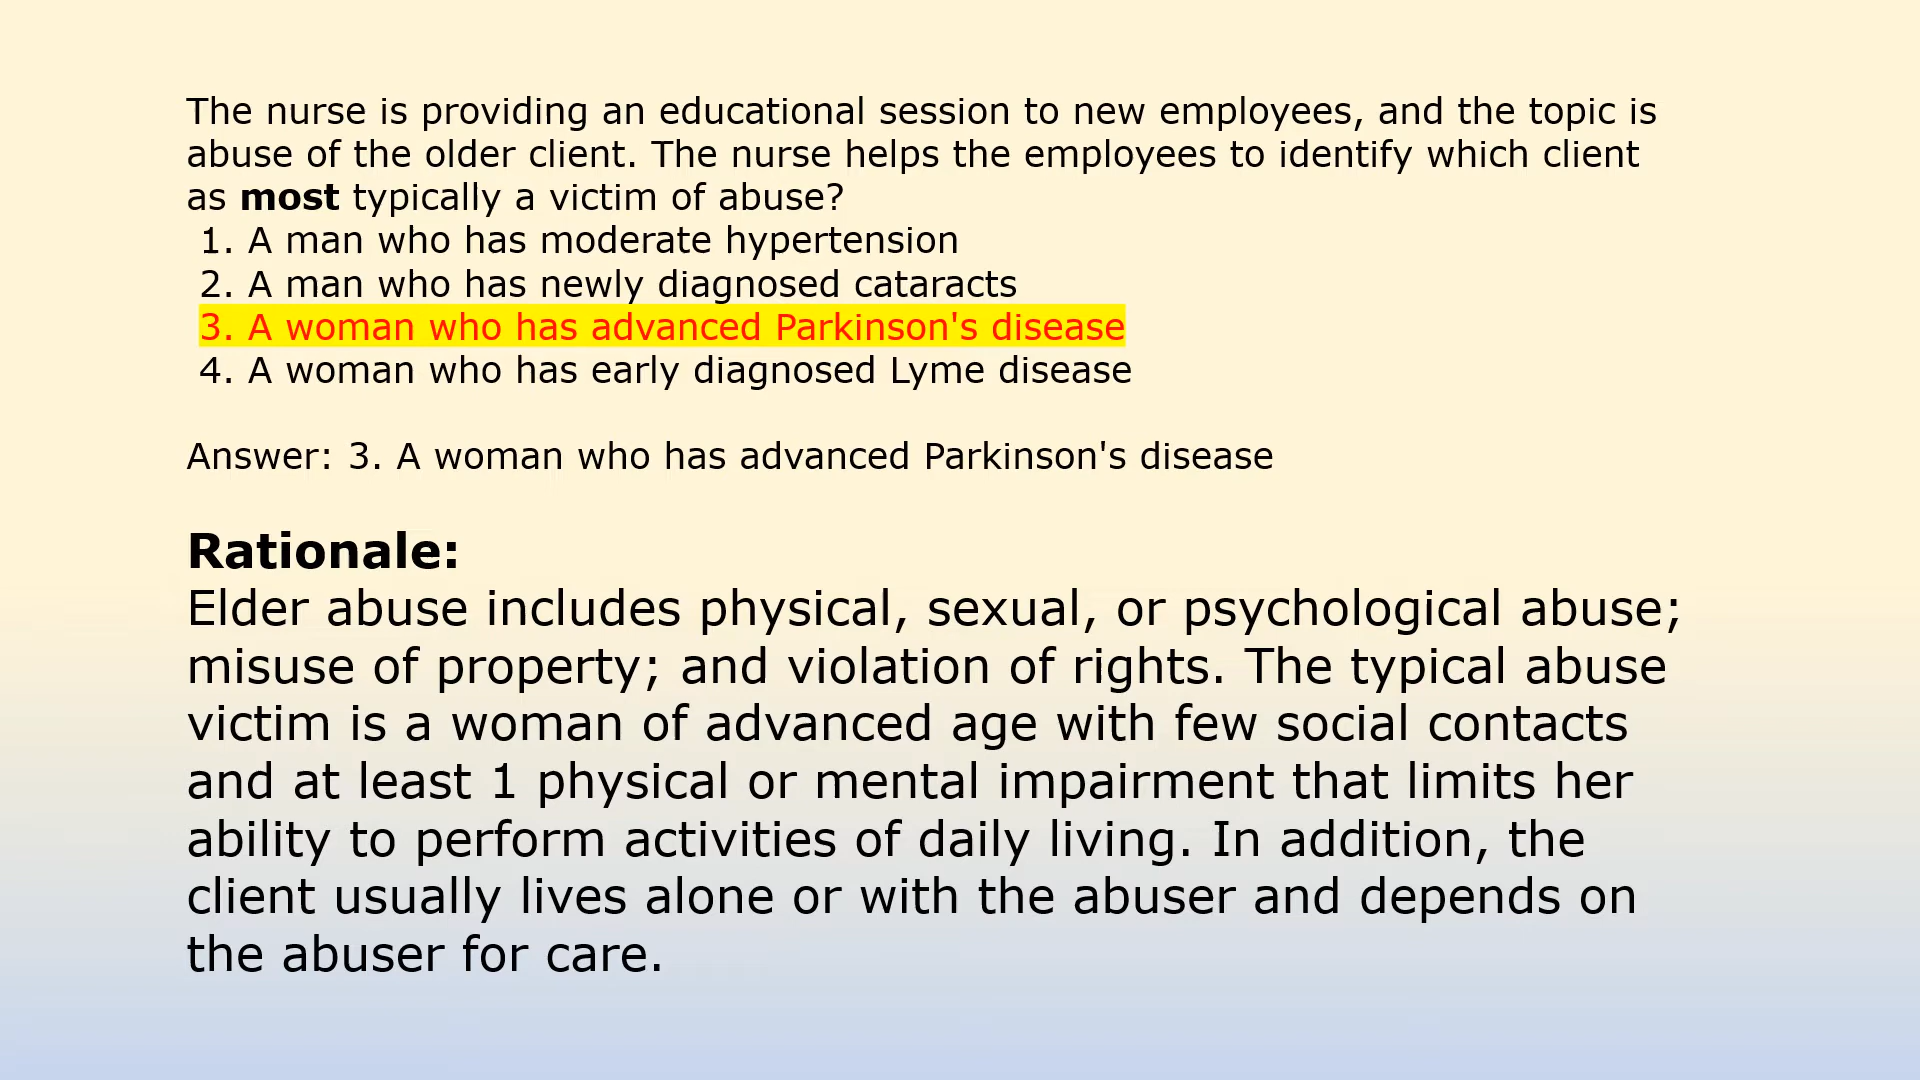 The nurse is providing an educational session to new employees, and the topic is
abuse of the older client. The nurse helps the employees to identify which client
as most typically a victim of abuse?
1. A man who has moderate hypertension
2. A man who has newly diagnosed cataracts
3. A woman who has advanced Parkinson's disease
4. A woman who has early diagnosed Lyme disease
Answer: 3. A woman who has advanced Parkinson's disease
Rationale:
Elder abuse includes physical, sexual, or psychological abuse;
misuse of property; and violation of rights. The typical abuse
victim is a woman of advanced age with few social contacts
and at least 1 physical or mental impairment that limits her
ability to perform activities of daily living. In addition, the
client usually lives alone or with the abuser and depends on
the abuser for care.